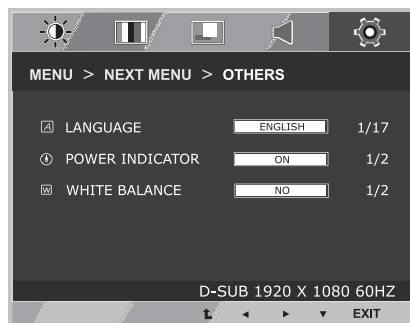 MENU > NEXT MENU > OTHERS
LANGUAGE ENGLISH 1/17
POWER INDICATOR ON 1/2
W WHITE BALANCE NO 1/2
D-SUB 1920 X 1080 60HZ
EXIT